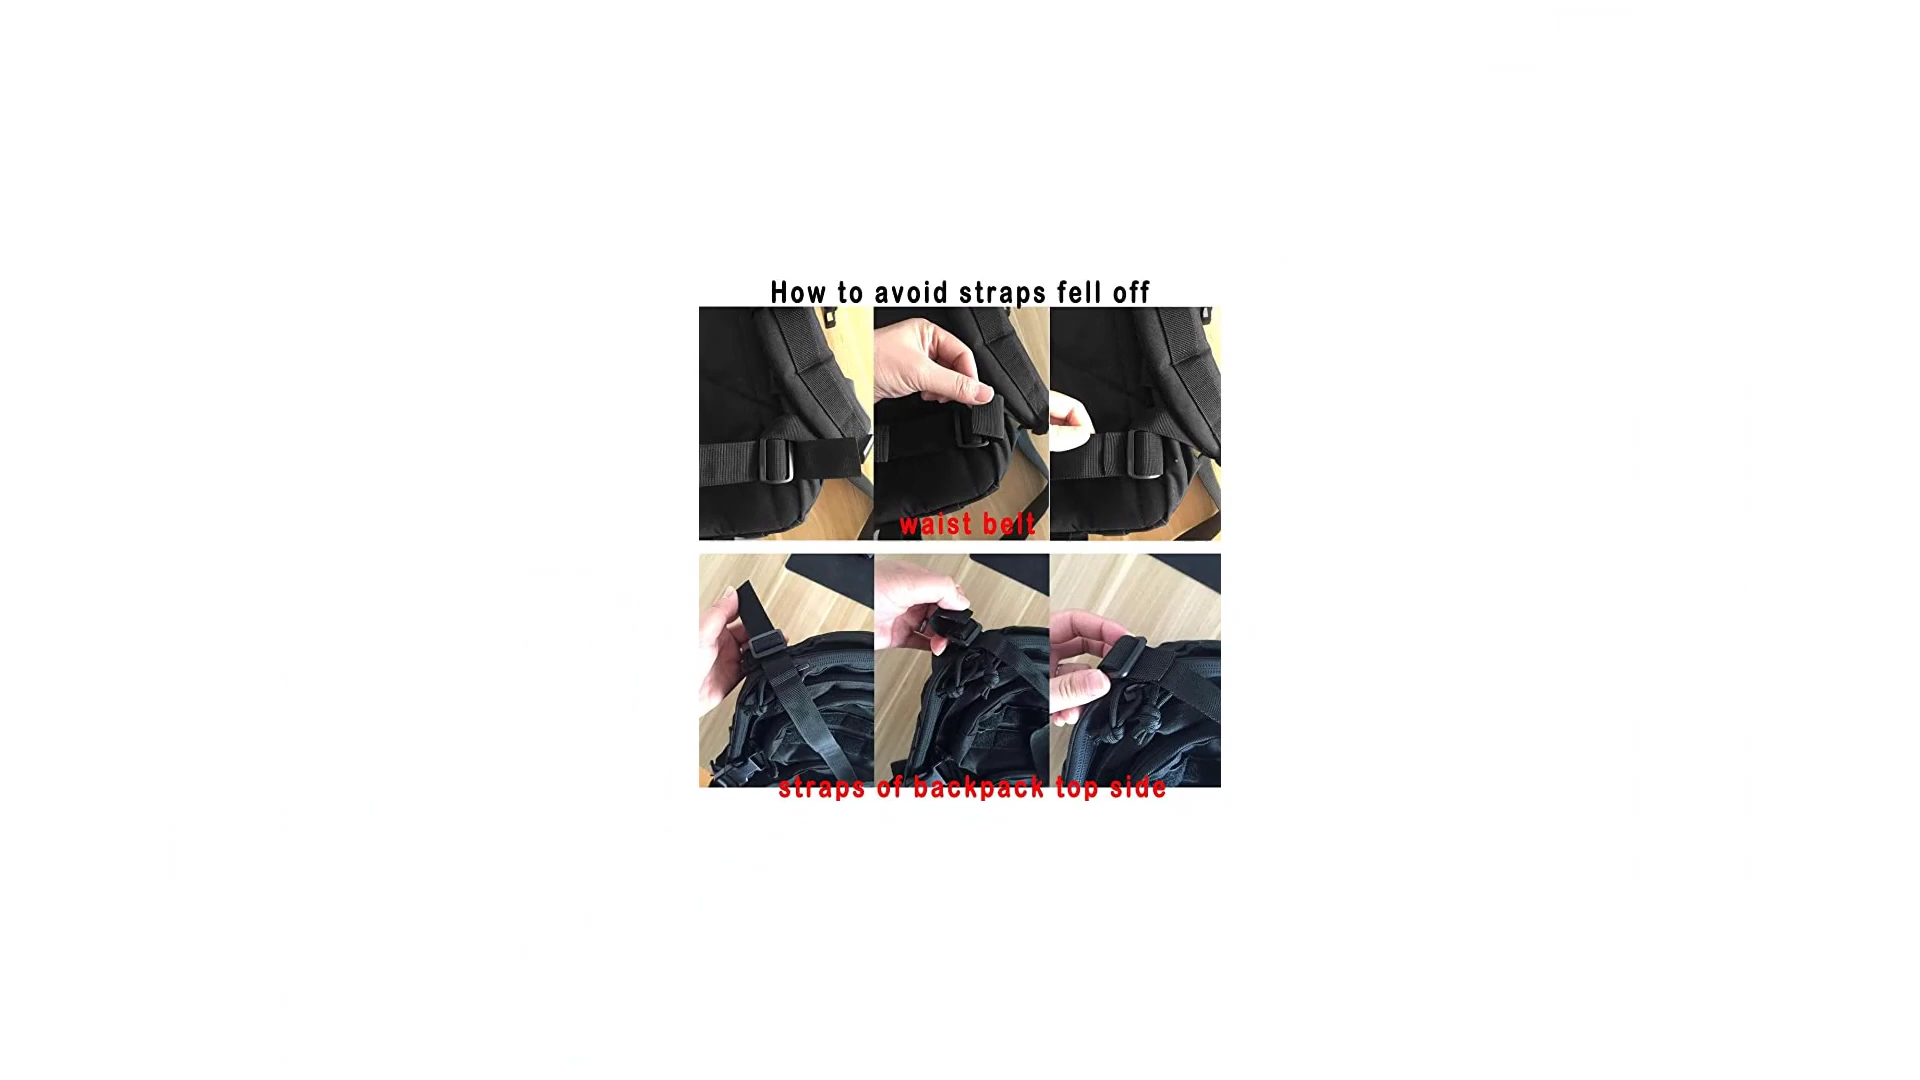 How to avoid straps fell off
waist belt
straps of backpack top side